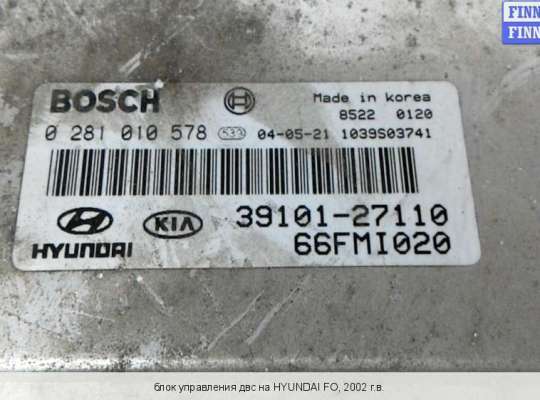 FINN
FINN
BOSCH
Made in korea
8522 0120
0 281 010 578 533 04-05-21 1039S03741
HYUNDAI KIA 39101-27110
66FMI020
блок управления двс на HYUNDAI FO, 2002 г.в.